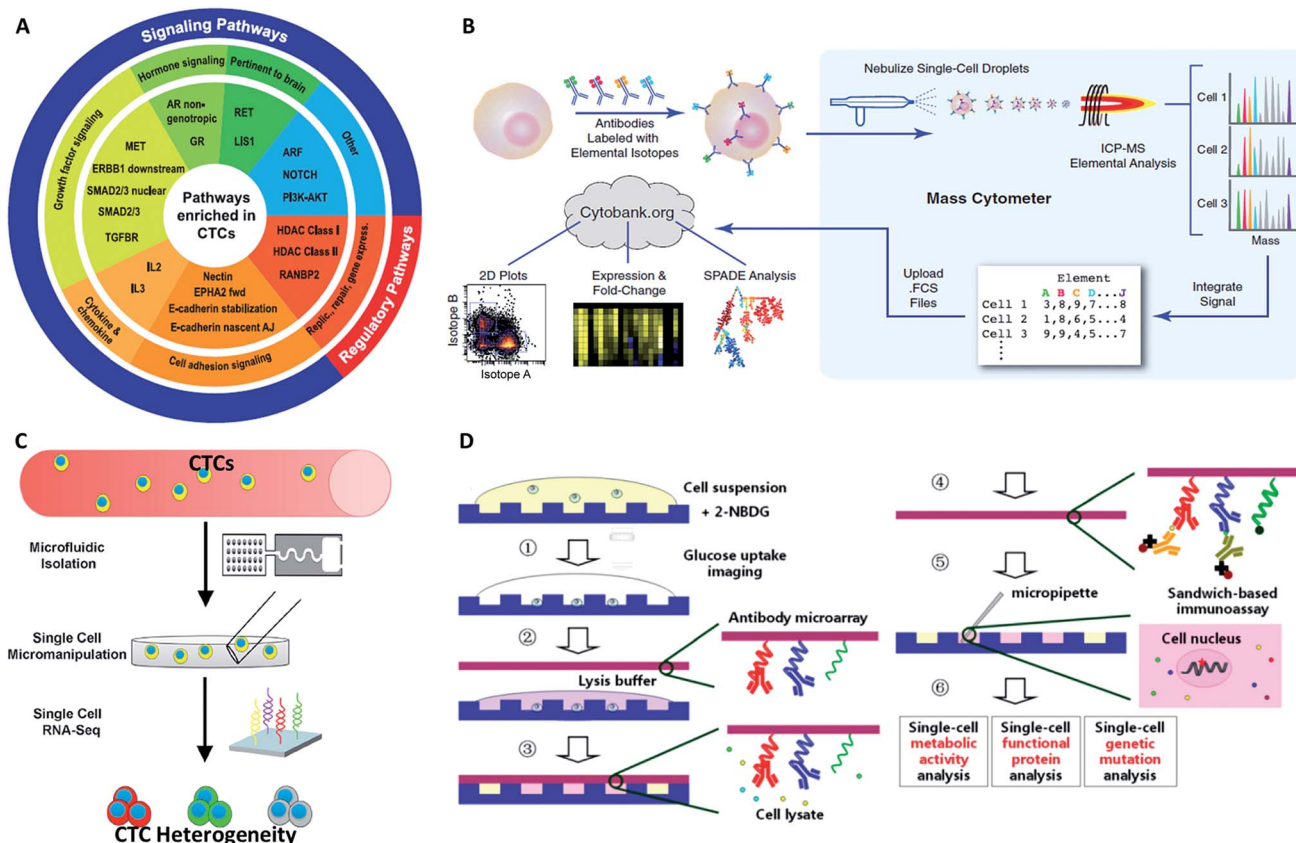 A
Signaling Pathways
Hormone signaling
Pertinent to brain
Growth factor signaling
Other
AR non-
genotropic
GR
RET
LIS1
MET
ERBB1 downstream
SMAD2/3 nuclear
SMAD2/3
TGFBR
ARF
NOTCH
PI3K-AKT
Pathways
enriched in
CTCs
HDAC Class I
HDAC Class II
RANBP2
IL2
IL3
Nectin
EPHA2 fwd
E-cadherin stabilization
E-cadherin nascent AJ
Cytokine &
chemokine
Cell adhesion signaling
Replic., repair, gene express.
Regulatory Pathways
B
Antibodies
Labeled with
Elemental Isotopes
Nebulize Single-Cell Droplets
ICP-MS
Elemental Analysis
Cell 1
Cell 2
Cell 3
Mass
Mass Cytometer
Cytobank.org
2D Plots
Expression &
Fold-Change
SPADE Analysis
Isotope B
Isotope A
Upload
.FCS
Files
Integrate
Signal
Element
A B C D...J
Cell 1 3,8,9,7...8
Cell 2 1,8,6,5...4
Cell 3 9,9,4,5...7
C
CTCs
Microfluidic
Isolation
Single Cell
Micromanipulation
Single Cell
RNA-Seq
CTC Heterogeneity
D
Cell suspension
+ 2-NBDG
①
Glucose uptake
imaging
②
Antibody microarray
Lysis buffer
③
Cell lysate
④
⑤
Sandwich-based
immunoassay
micropipette
Cell nucleus
⑥
Single-cell
metabolic
activity
analysis
Single-cell
functional
protein
analysis
Single-cell
genetic
mutation
analysis